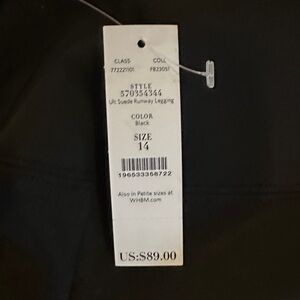 CLASS COLL
772221101 FB23051
STYLE
570354344
Ult Suede Runway Legging
COLOR
Black
SIZE
14
196533358722
Also in Petite sizes at
WHBM.com
US:$89.00